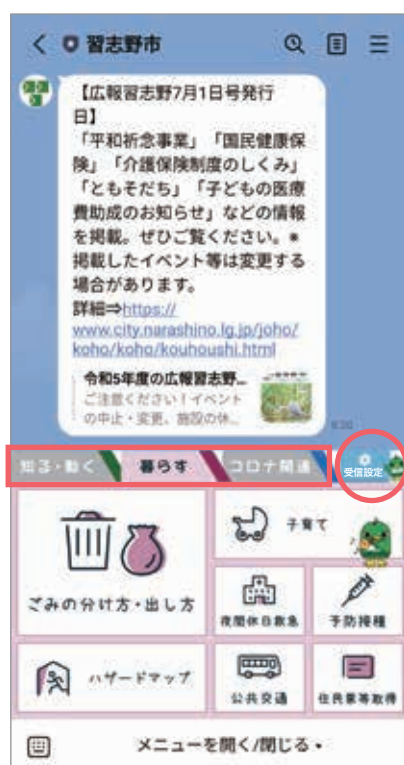 習志野市
【広報習志野7月1日号発行
日】
「平和祈念事業」「国民健康保
険」「介護保険制度のしくみ」
「ともそだち」「子どもの医療
費助成のお知らせ」などの情報
を掲載。ぜひご覧ください。※
掲載したイベント等は変更する
場合があります。
詳細⇒https://
www.city.narashino.lg.jp/joho/
koho/koho/kouhoushi.html
令和5年度の広報習志野...
ご注意ください！イベント
の中止・変更、施設の休...
知る・動く
暮らす
コロナ関連
受信設定
ごみの分け方・出し方
子育て
夜間休日救急
予防接種
ハザードマップ
公共交通
住民票等取得
メニューを開く/閉じる